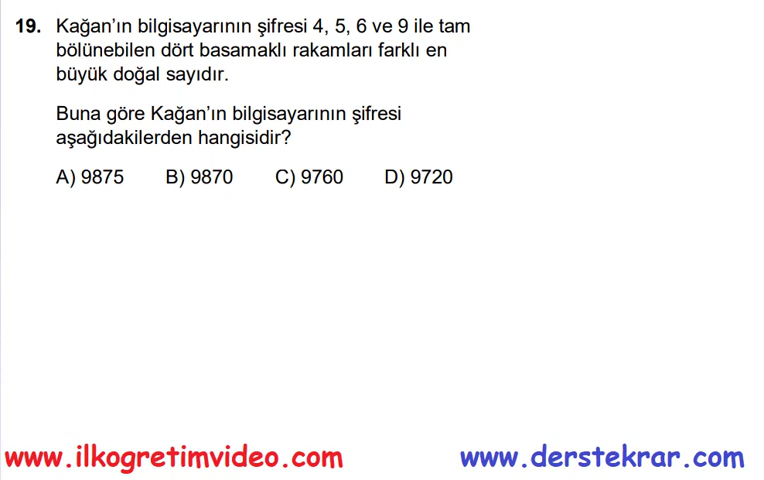 19. Kağan’ın bilgisayarının şifresi 4, 5, 6 ve 9 ile tam
bölünebilen dört basamaklı rakamları farklı en
büyük doğal sayıdır.
Buna göre Kağan’ın bilgisayarının şifresi
aşağıdakilerden hangisidir?
A) 9875 B) 9870 C) 9760 D) 9720
www.ilkogretimvideo.com www.derstekrar.com